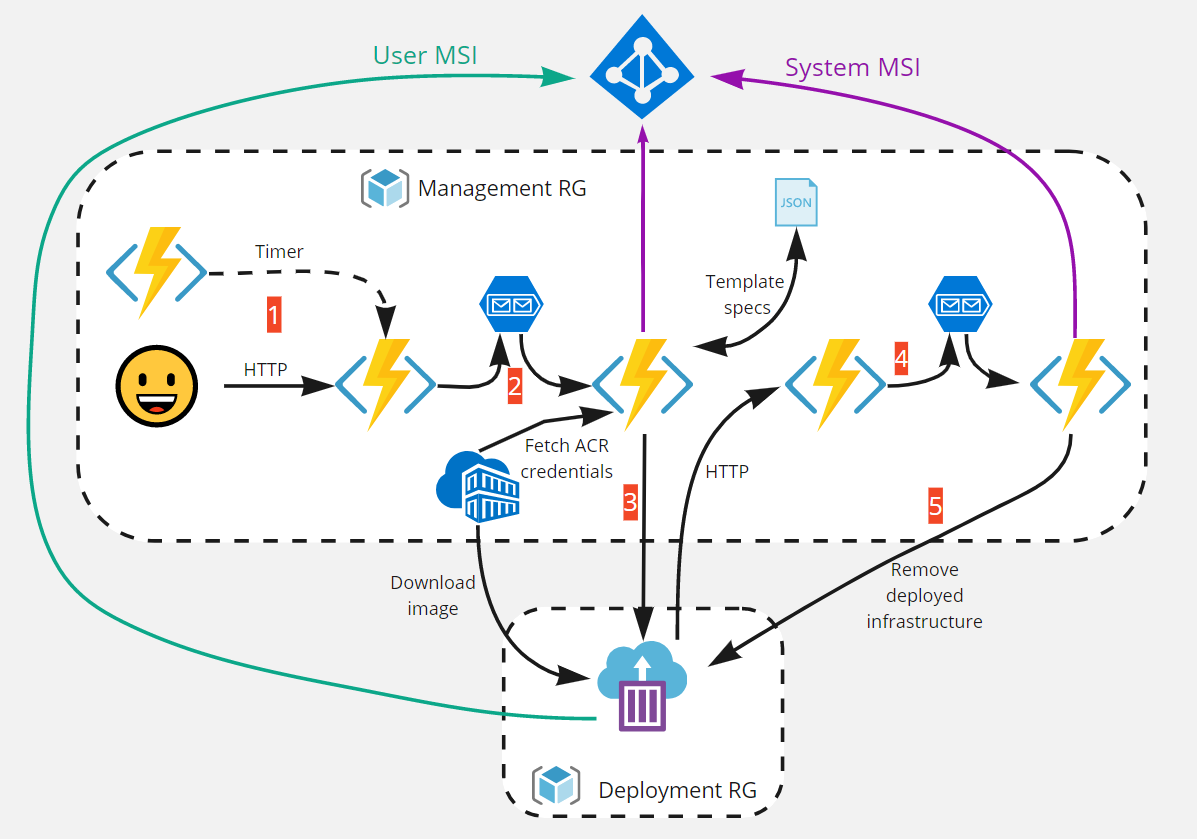 User MSI
System MSI
Management RG
JSON
Timer
Template
specs
1
HTTP
2
4
Fetch ACR
credentials
HTTP
3
5
Download
image
Remove
deployed
infrastructure
Deployment RG